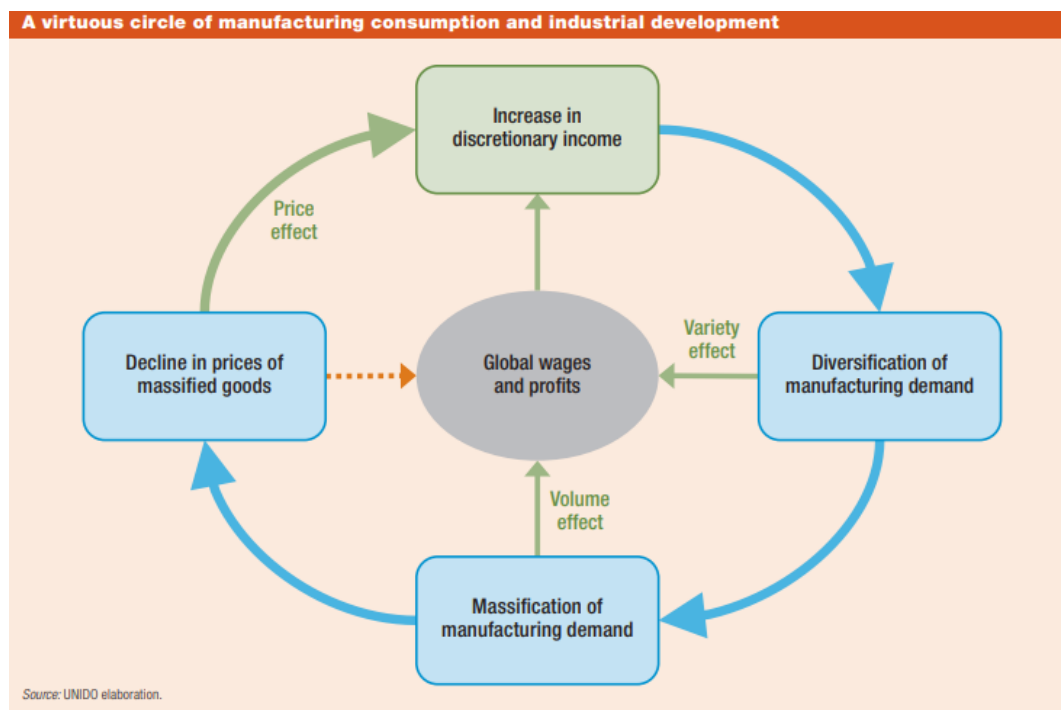 A virtuous circle of manufacturing consumption and industrial development
Increase in
discretionary income
Price
effect
Variety
effect
Decline in prices of
massified goods
Global wages
and profits
Diversification of
manufacturing demand
Volume
effect
Massification of
manufacturing demand
Source: UNIDO elaboration.